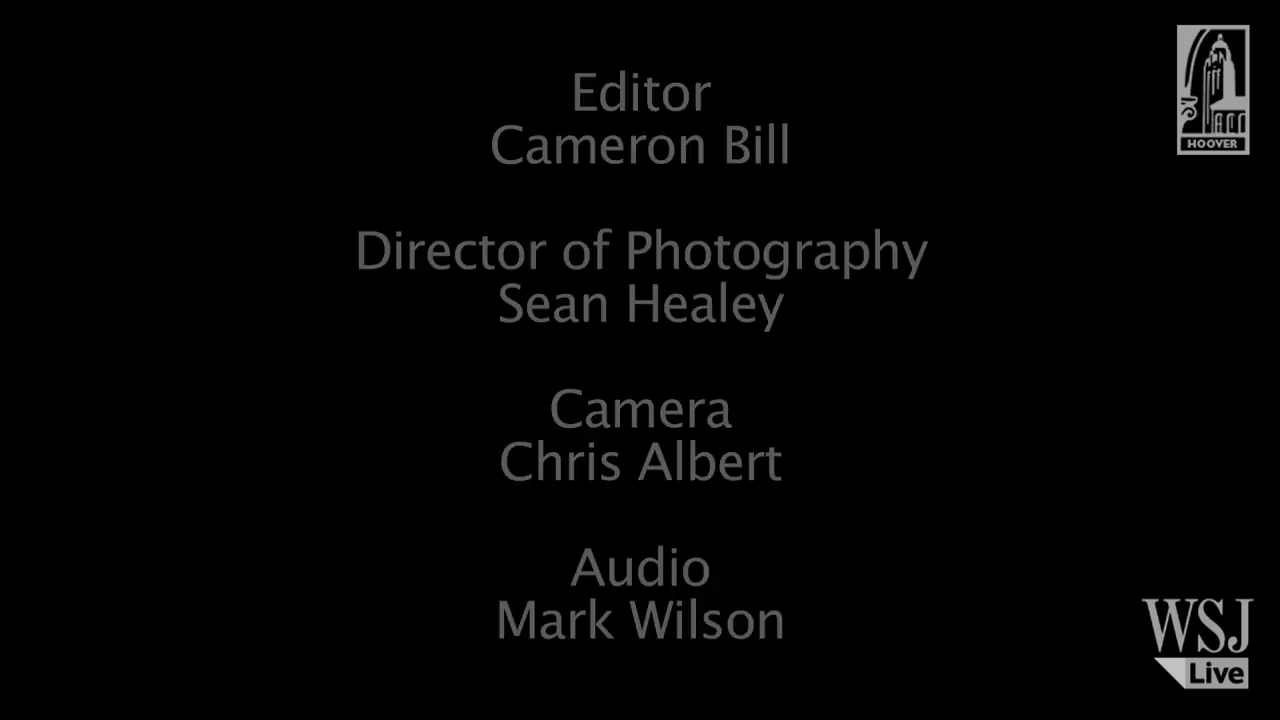 Editor
Cameron Bill
Director of Photography
Sean Healey
Camera
Chris Albert
Audio
Mark Wilson
HOOVER
WSJ
Live